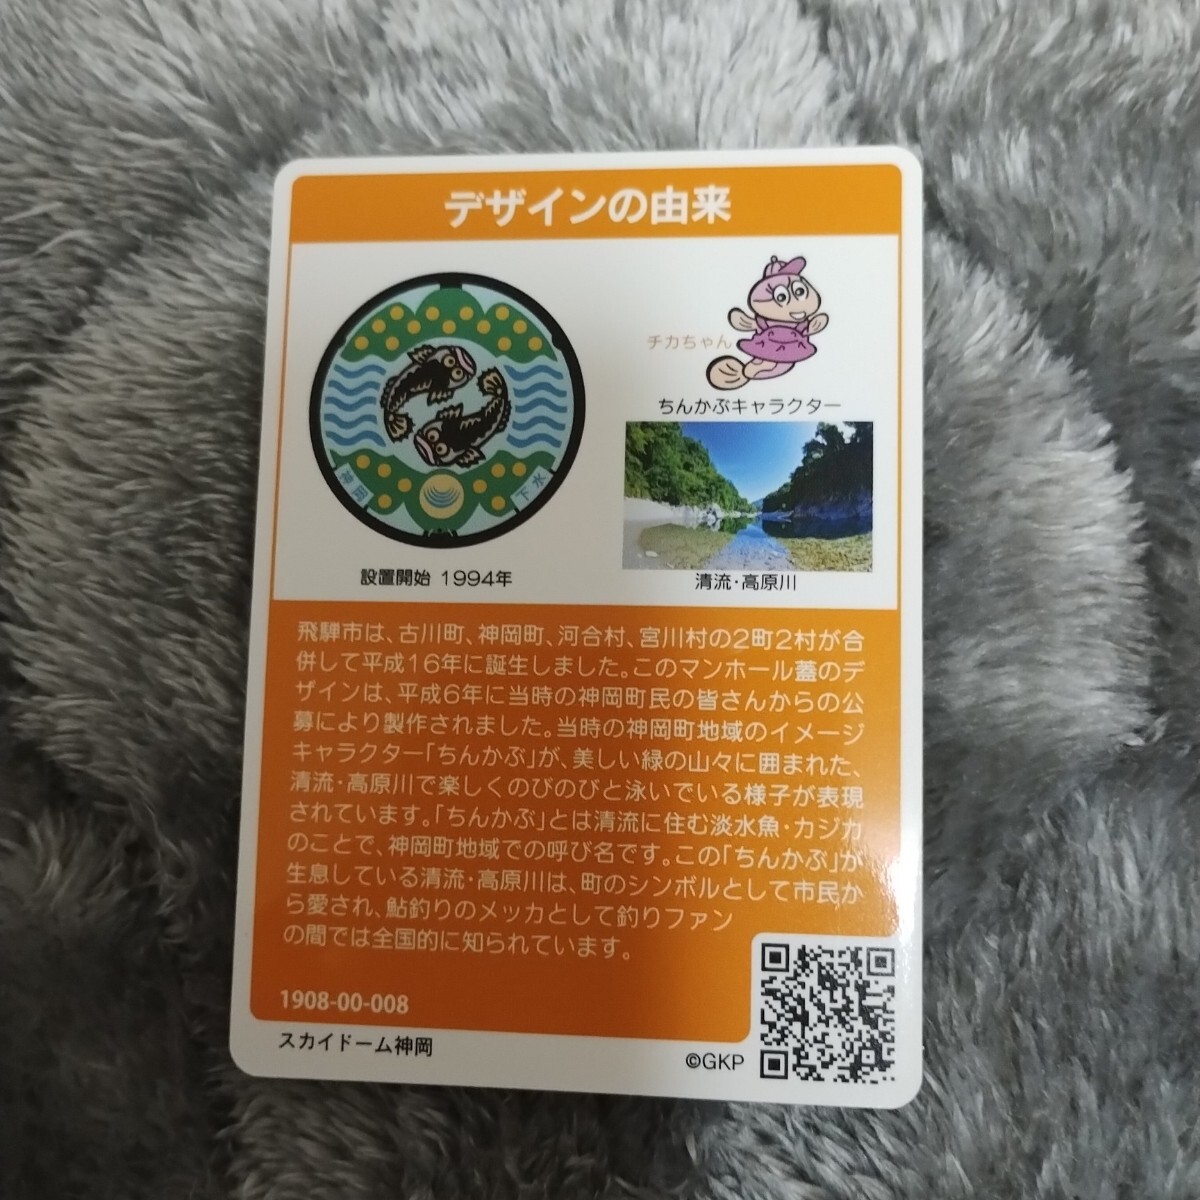 デザインの由来
チカちゃん
ちんかぶキャラクター
神岡
下水
設置開始 1994年
清流・高原川
飛騨市は、古川町、神岡町、河合村、宮川村の2町2村が合
併して平成16年に誕生しました。このマンホール蓋のデ
ザインは、平成6年に当時の神岡町民の皆さんからの公
募により製作されました。当時の神岡町地域のイメージ
キャラクター「ちんかぶ」が、美しい緑の山々に囲まれた、
清流・高原川で楽しくのびのびと泳いでいる様子が表現
されています。「ちんかぶ」とは清流に住む淡水魚・カジカ
のことで、神岡町地域での呼び名です。この「ちんかぶ」が
生息している清流・高原川は、町のシンボルとして市民か
ら愛され、鮎釣りのメッカとして釣りファン
の間では全国的に知られています。
1908-00-008
スカイドーム神岡
©GKP